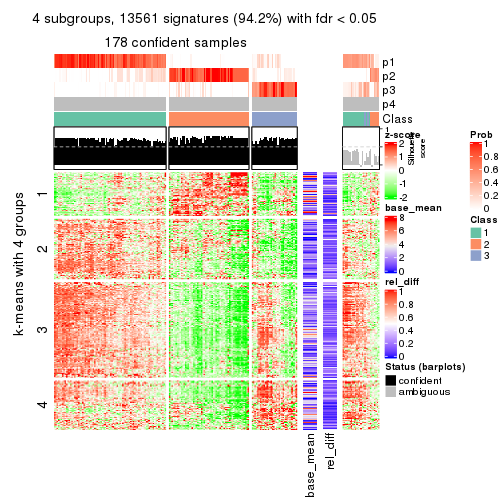 4 subgroups, 13561 signatures (94.2%) with fdr < 0.05
178 confident samples
p1
p2
p3
p4
Class
1
Silhouette
score
k-means with 4 groups
1
2
3
4
base_mean
rel_diff
z-score
2
1
0
-1
-2
base_mean
8
6
4
2
0
rel_diff
1
0.8
0.6
0.4
0.2
0
Status (barplots)
confident
ambiguous
Prob
1
0.8
0.6
0.4
0.2
0
Class
1
2
3